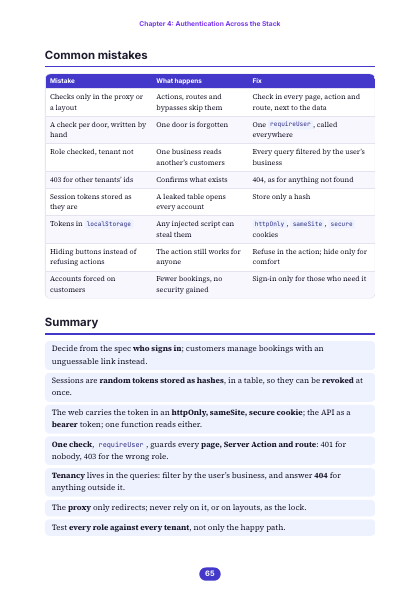 Chapter 4: Authentication Across the Stack
Common mistakes
Mistake What happens Fix
Checks only in the proxy or a layout Actions, routes and bypasses skip them Check in every page, action and route, next to the data
A check per door, written by hand One door is forgotten One requireUser, called everywhere
Role checked, tenant not One business reads another's customers Every query filtered by the user's business
403 for other tenants' ids Confirms what exists 404, as for anything not found
Session tokens stored as they are A leaked table opens every account Store only a hash
Tokens in localStorage Any injected script can steal them httpOnly, sameSite, secure cookies
Hiding buttons instead of refusing actions The action still works for anyone Refuse in the action; hide only for comfort
Accounts forced on customers Fewer bookings, no security gained Sign-in only for those who need it
Summary
Decide from the spec who signs in; customers manage bookings with an
unguessable link instead.
Sessions are random tokens stored as hashes, in a table, so they can be revoked at
once.
The web carries the token in an httpOnly, sameSite, secure cookie; the API as a
bearer token; one function reads either.
One check, requireUser, guards every page, Server Action and route: 401 for
nobody, 403 for the wrong role.
Tenancy lives in the queries: filter by the user's business, and answer 404 for
anything outside it.
The proxy only redirects; never rely on it, or on layouts, as the lock.
Test every role against every tenant, not only the happy path.
65